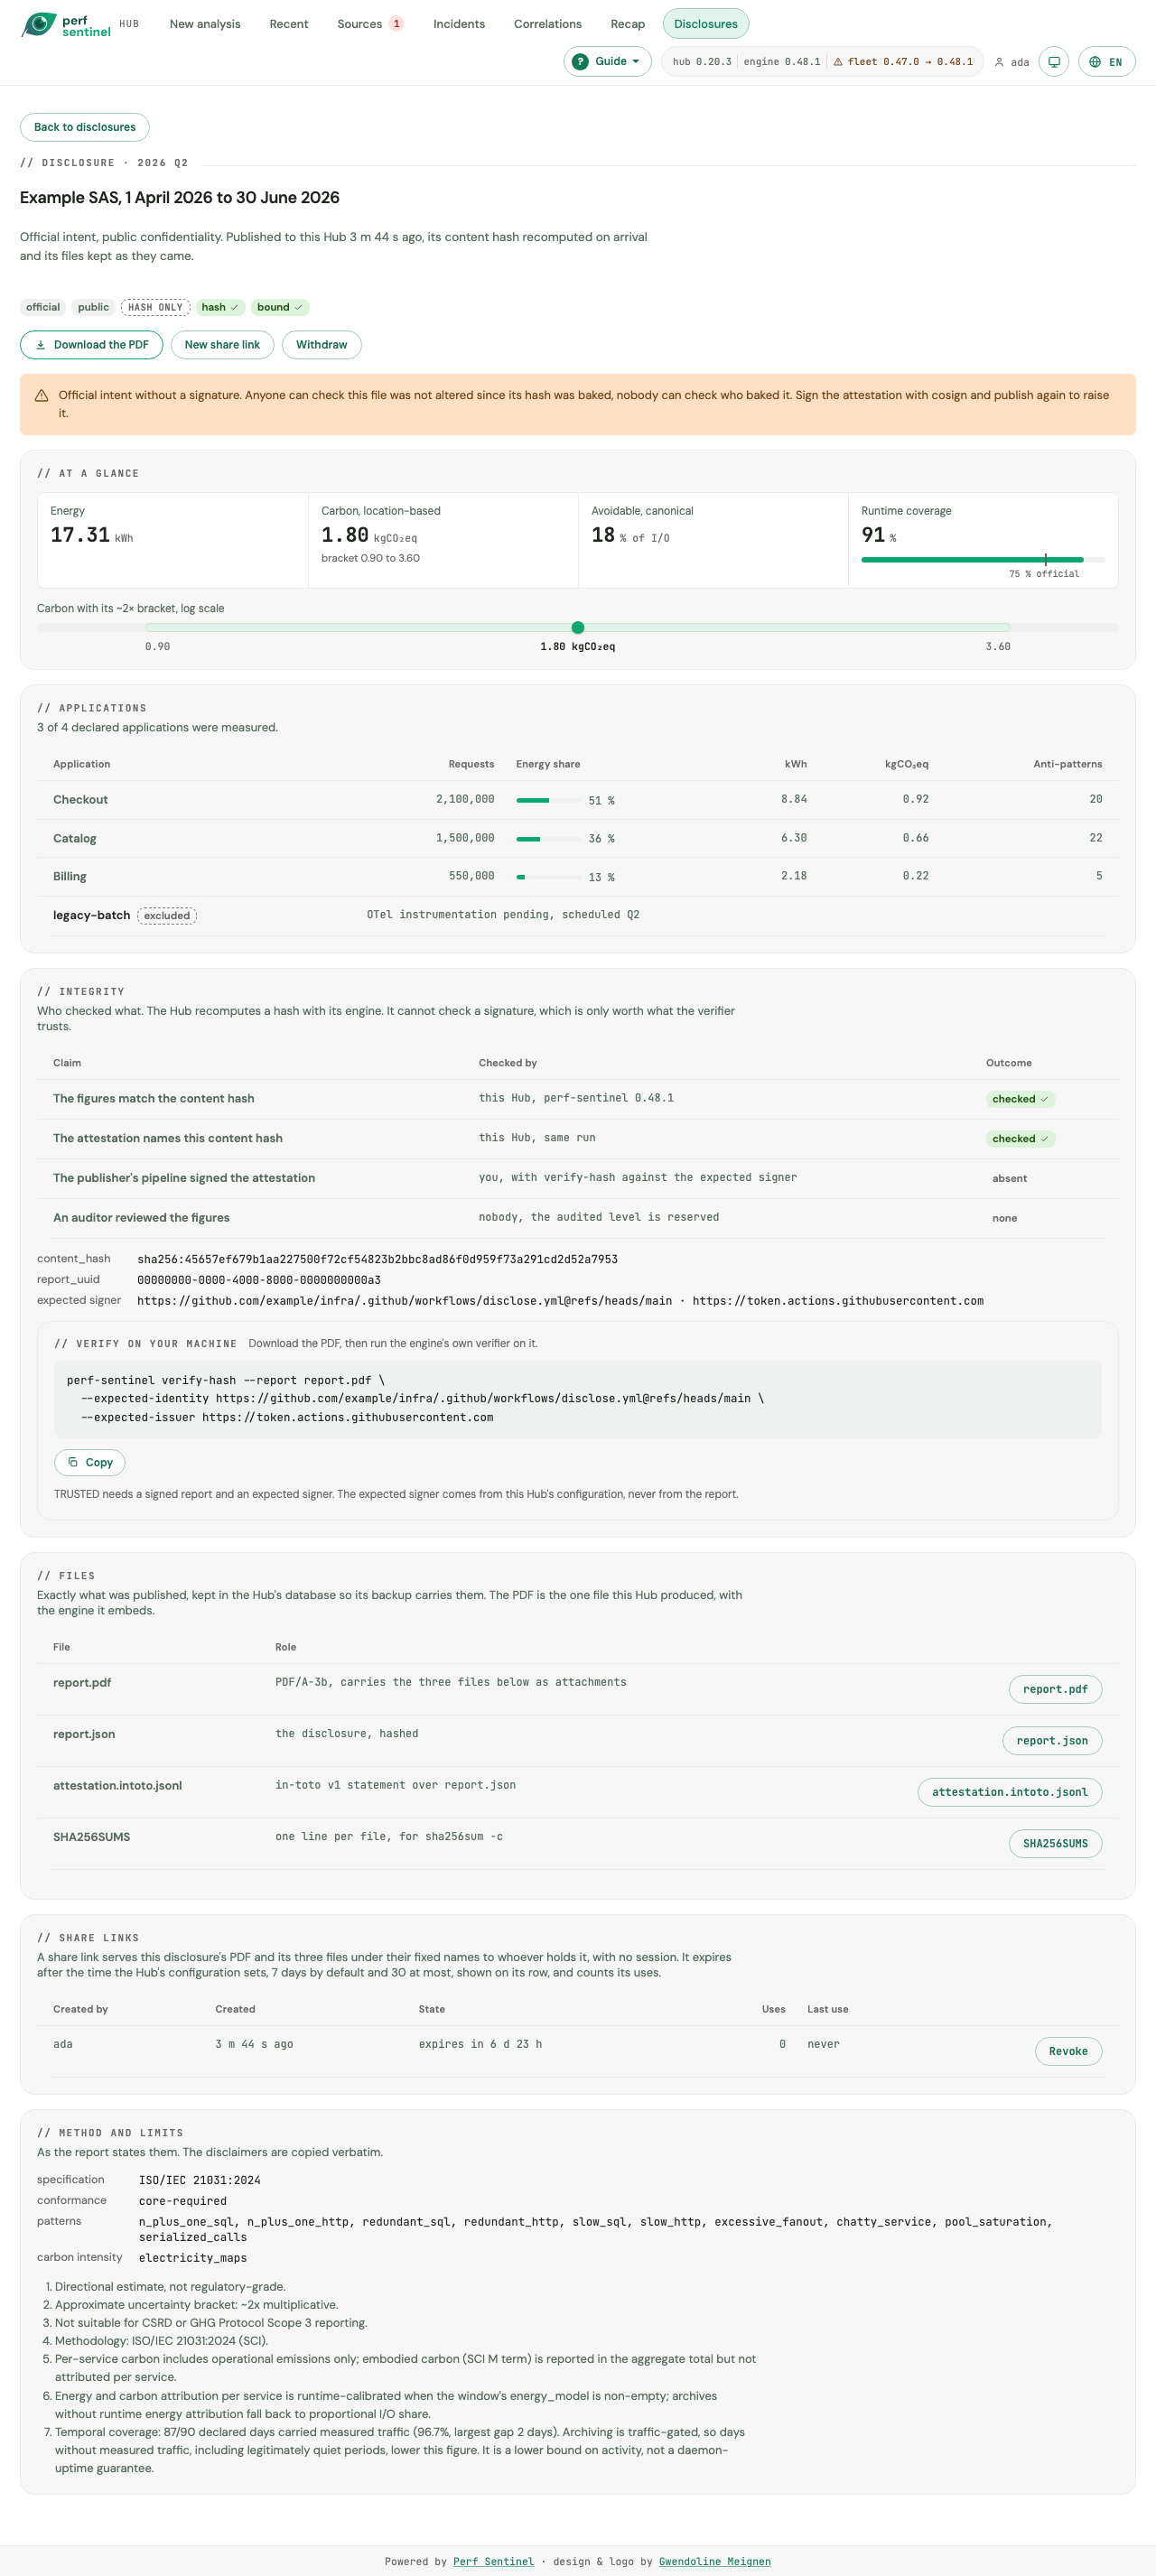 perf
sentinel
HUB
New analysis
Recent
Sources 1
Incidents
Correlations
Recap
Disclosures
? Guide
hub 0.20.3 engine 0.48.1 fleet 0.47.0 → 0.48.1
ada
EN
Back to disclosures
// DISCLOSURE · 2026 Q2
Example SAS, 1 April 2026 to 30 June 2026
Official intent, public confidentiality. Published to this Hub 3 m 44 s ago, its content hash recomputed on arrival
and its files kept as they came.
official public HASH ONLY hash ✓ bound ✓
Download the PDF
New share link
Withdraw
Official intent without a signature. Anyone can check this file was not altered since its hash was baked, nobody can check who baked it. Sign the attestation with cosign and publish again to raise
it.
// AT A GLANCE
Energy
17.31 kWh
Carbon, location-based
1.80 kgCO₂eq
bracket 0.90 to 3.60
Avoidable, canonical
18 % of I/O
Runtime coverage
91 %
75 % official
Carbon with its ~2× bracket, log scale
0.90 1.80 kgCO₂eq 3.60
// APPLICATIONS
3 of 4 declared applications were measured.
Application Requests Energy share kWh kgCO₂eq Anti-patterns
Checkout 2,100,000 51 % 8.84 0.92 20
Catalog 1,500,000 36 % 6.30 0.66 22
Billing 550,000 13 % 2.18 0.22 5
legacy-batch excluded OTel instrumentation pending, scheduled Q2
// INTEGRITY
Who checked what. The Hub recomputes a hash with its engine. It cannot check a signature, which is only worth what the verifier
trusts.
Claim Checked by Outcome
The figures match the content hash this Hub, perf-sentinel 0.48.1 checked ✓
The attestation names this content hash this Hub, same run checked ✓
The publisher's pipeline signed the attestation you, with verify-hash against the expected signer absent
An auditor reviewed the figures nobody, the audited level is reserved none
content_hash sha256:45657ef679b1aa227500f72cf54823b2bbc8ad86f0d959f73a291cd2d52a7953
report_uuid 00000000-0000-4000-8000-0000000000a3
expected signer https://github.com/example/infra/.github/workflows/disclose.yml@refs/heads/main · https://token.actions.githubusercontent.com
// VERIFY ON YOUR MACHINE Download the PDF, then run the engine's own verifier on it.
perf-sentinel verify-hash --report report.pdf \
--expected-identity https://github.com/example/infra/.github/workflows/disclose.yml@refs/heads/main \
--expected-issuer https://token.actions.githubusercontent.com
Copy
TRUSTED needs a signed report and an expected signer. The expected signer comes from this Hub's configuration, never from the report.
// FILES
Exactly what was published, kept in the Hub's database so its backup carries them. The PDF is the one file this Hub produced, with
the engine it embeds.
File Role
report.pdf PDF/A-3b, carries the three files below as attachments report.pdf
report.json the disclosure, hashed report.json
attestation.intoto.jsonl in-toto v1 statement over report.json attestation.intoto.jsonl
SHA256SUMS one line per file, for sha256sum -c SHA256SUMS
// SHARE LINKS
A share link serves this disclosure's PDF and its three files under their fixed names to whoever holds it, with no session. It expires
after the time the Hub's configuration sets, 7 days by default and 30 at most, shown on its row, and counts its uses.
Created by Created State Uses Last use
ada 3 m 44 s ago expires in 6 d 23 h 0 never Revoke
// METHOD AND LIMITS
As the report states them. The disclaimers are copied verbatim.
specification ISO/IEC 21031:2024
conformance core-required
patterns n_plus_one_sql, n_plus_one_http, redundant_sql, redundant_http, slow_sql, slow_http, excessive_fanout, chatty_service, pool_saturation,
serialized_calls
carbon intensity electricity_maps
1. Directional estimate, not regulatory-grade.
2. Approximate uncertainty bracket: ~2x multiplicative.
3. Not suitable for CSRD or GHG Protocol Scope 3 reporting.
4. Methodology: ISO/IEC 21031:2024 (SCI).
5. Per-service carbon includes operational emissions only; embodied carbon (SCI M term) is reported in the aggregate total but not
attributed per service.
6. Energy and carbon attribution per service is runtime-calibrated when the window's energy_model is non-empty; archives
without runtime energy attribution fall back to proportional I/O share.
7. Temporal coverage: 87/90 declared days carried measured traffic (96.7%, largest gap 2 days). Archiving is traffic-gated, so days
without measured traffic, including legitimately quiet periods, lower this figure. It is a lower bound on activity, not a daemon-
uptime guarantee.
Powered by Perf Sentinel · design & logo by Gwendoline Meignen